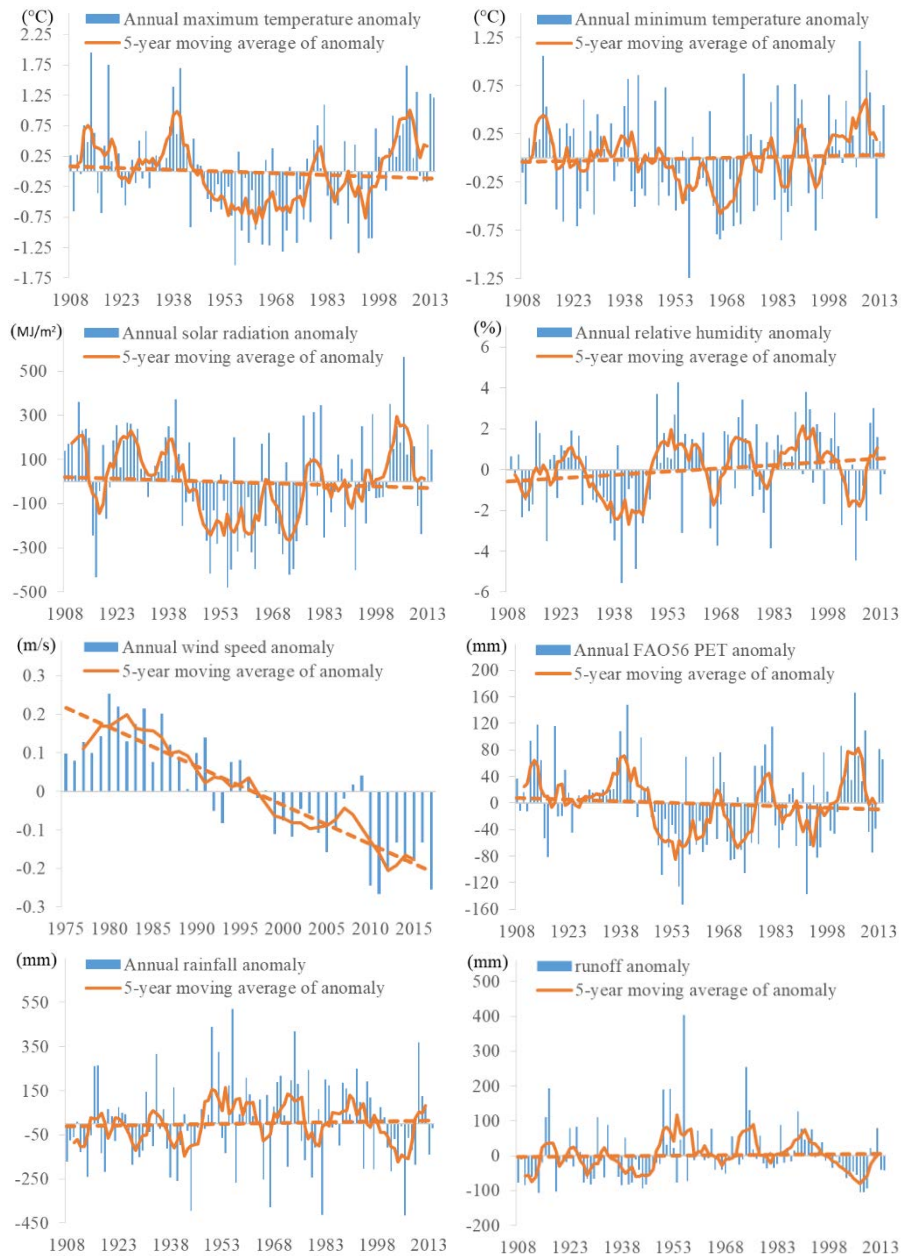 (°C)
Annual maximum temperature anomaly
5-year moving average of anomaly
2.25
1.75
1.25
0.75
0.25
-0.25
-0.75
-1.25
-1.75
1908 1923 1938 1953 1968 1983 1998 2013
(°C)
Annual minimum temperature anomaly
5-year moving average of anomaly
1.25
0.75
0.25
-0.25
-0.75
-1.25
1908 1923 1938 1953 1968 1983 1998 2013
(MJ/m²)
Annual solar radiation anomaly
5-year moving average of anomaly
500
300
100
-100
-300
-500
1908 1923 1938 1953 1968 1983 1998 2013
(%)
Annual relative humidity anomaly
5-year moving average of anomaly
6
4
2
0
-2
-4
-6
1908 1923 1938 1953 1968 1983 1998 2013
(m/s)
Annual wind speed anomaly
5-year moving average of anomaly
0.4
0.3
0.2
0.1
0
-0.1
-0.2
-0.3
1975 1980 1985 1990 1995 2000 2005 2010 2015
(mm)
Annual FAO56 PET anomaly
5-year moving average of anomaly
200
160
120
80
40
0
-40
-80
-120
-160
1908 1923 1938 1953 1968 1983 1998 2013
(mm)
Annual rainfall anomaly
5-year moving average of anomaly
550
350
150
-50
-250
-450
1908 1923 1938 1953 1968 1983 1998 2013
(mm)
runoff anomaly
5-year moving average of anomaly
500
400
300
200
100
0
-100
-200
1908 1923 1938 1953 1968 1983 1998 2013